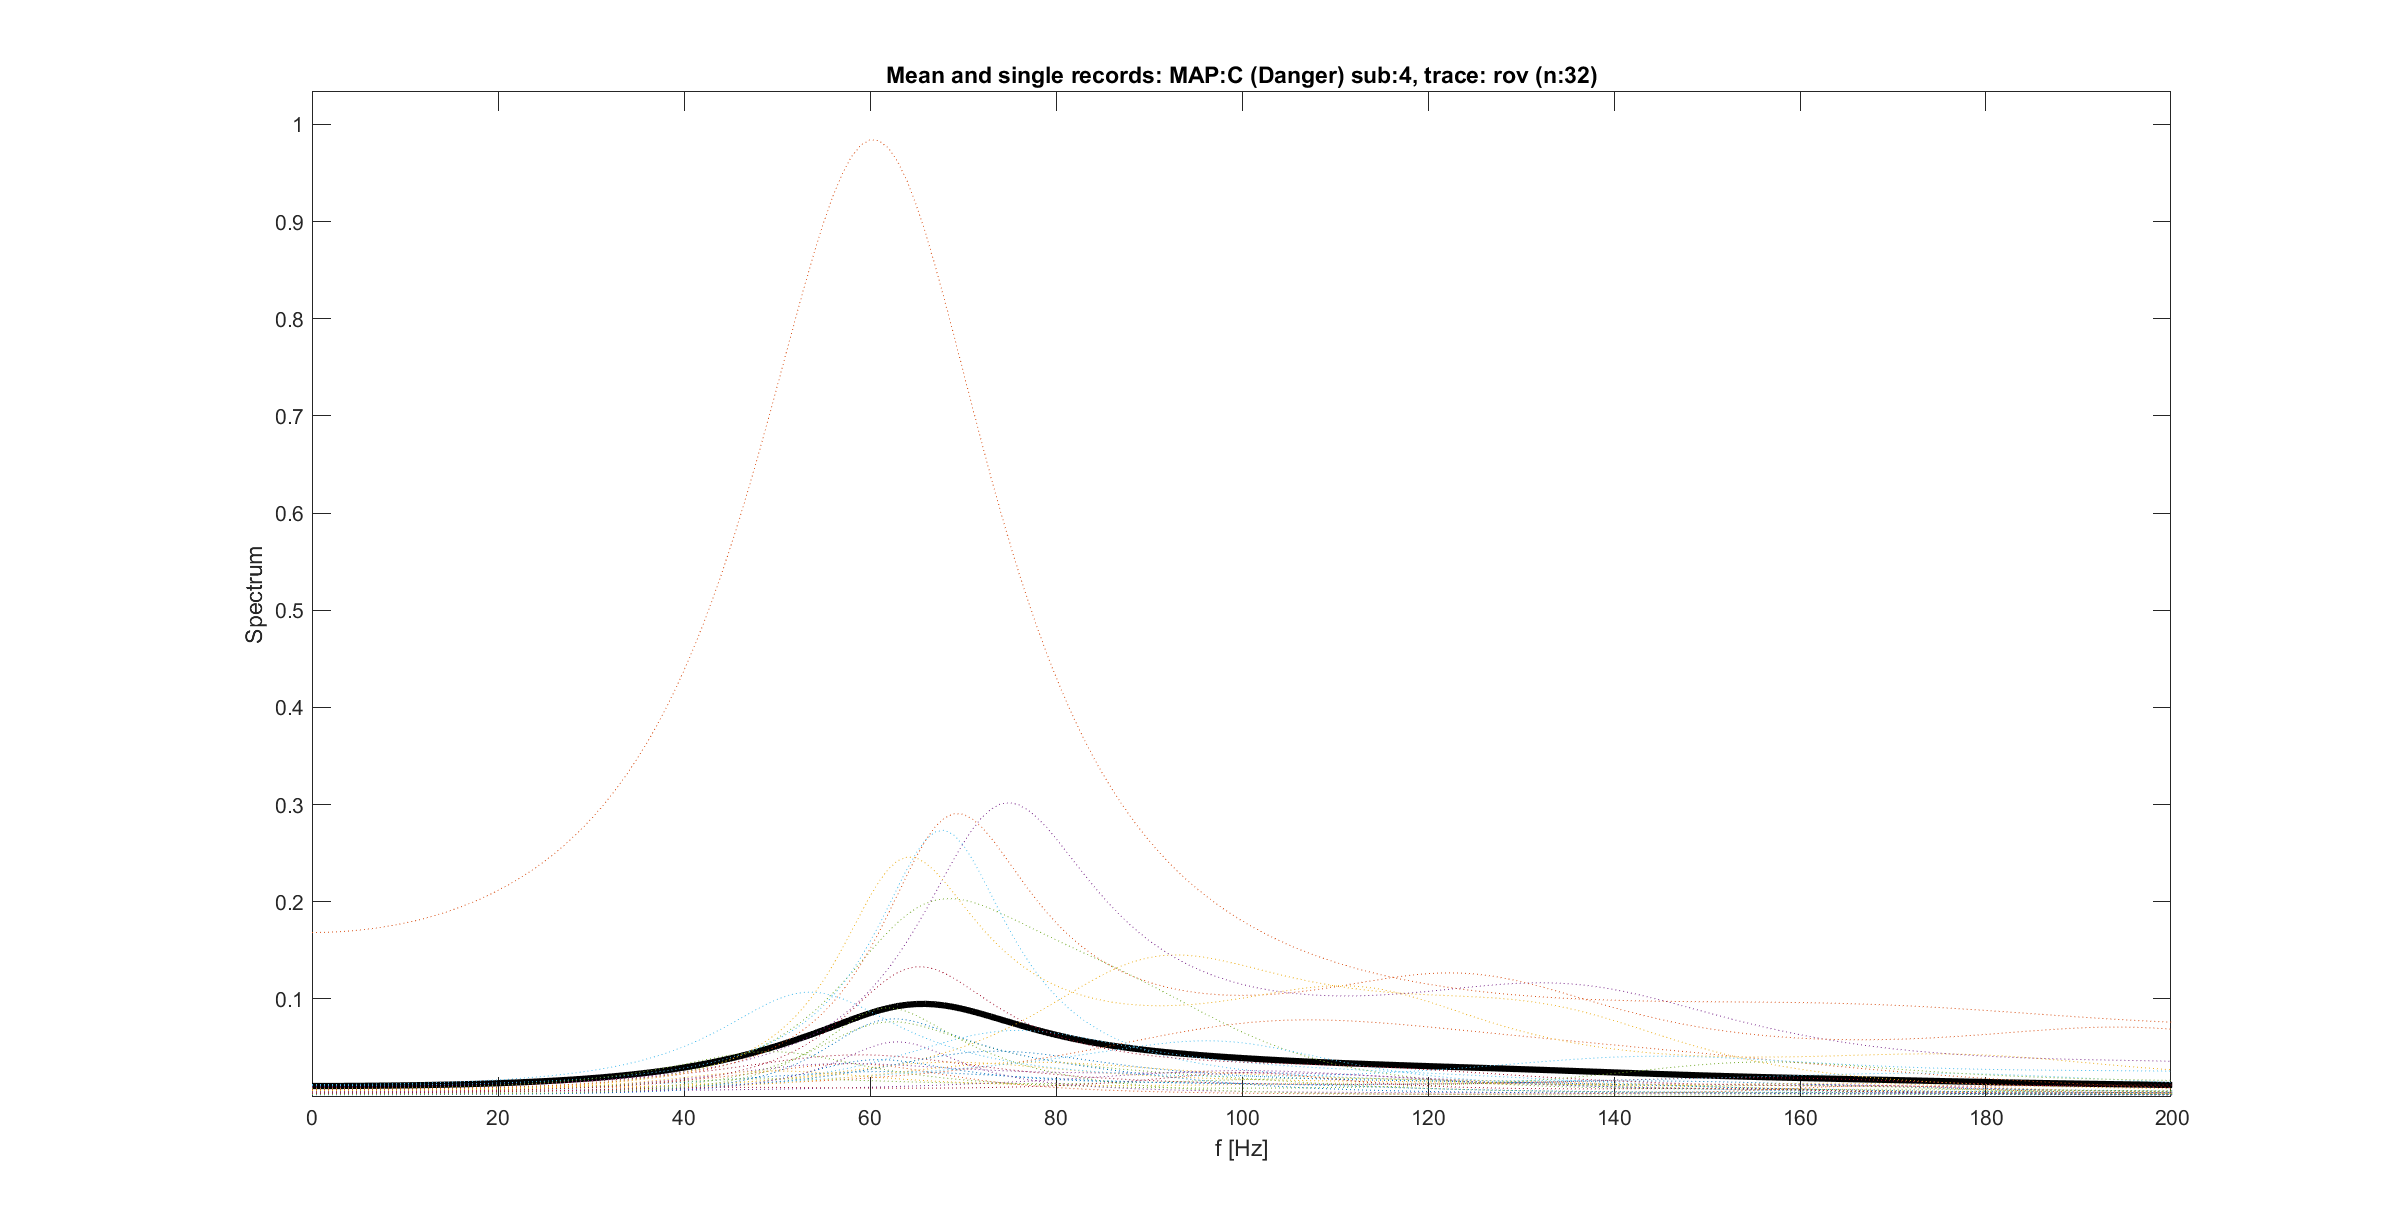 Mean and single records: MAP:C (Danger) sub:4, trace: rov (n:32)
1
0.9
0.8
0.7
0.6
0.5
0.4
0.3
0.2
0.1
Spectrum
0 20 40 60 80 100 120 140 160 180 200
f [Hz]